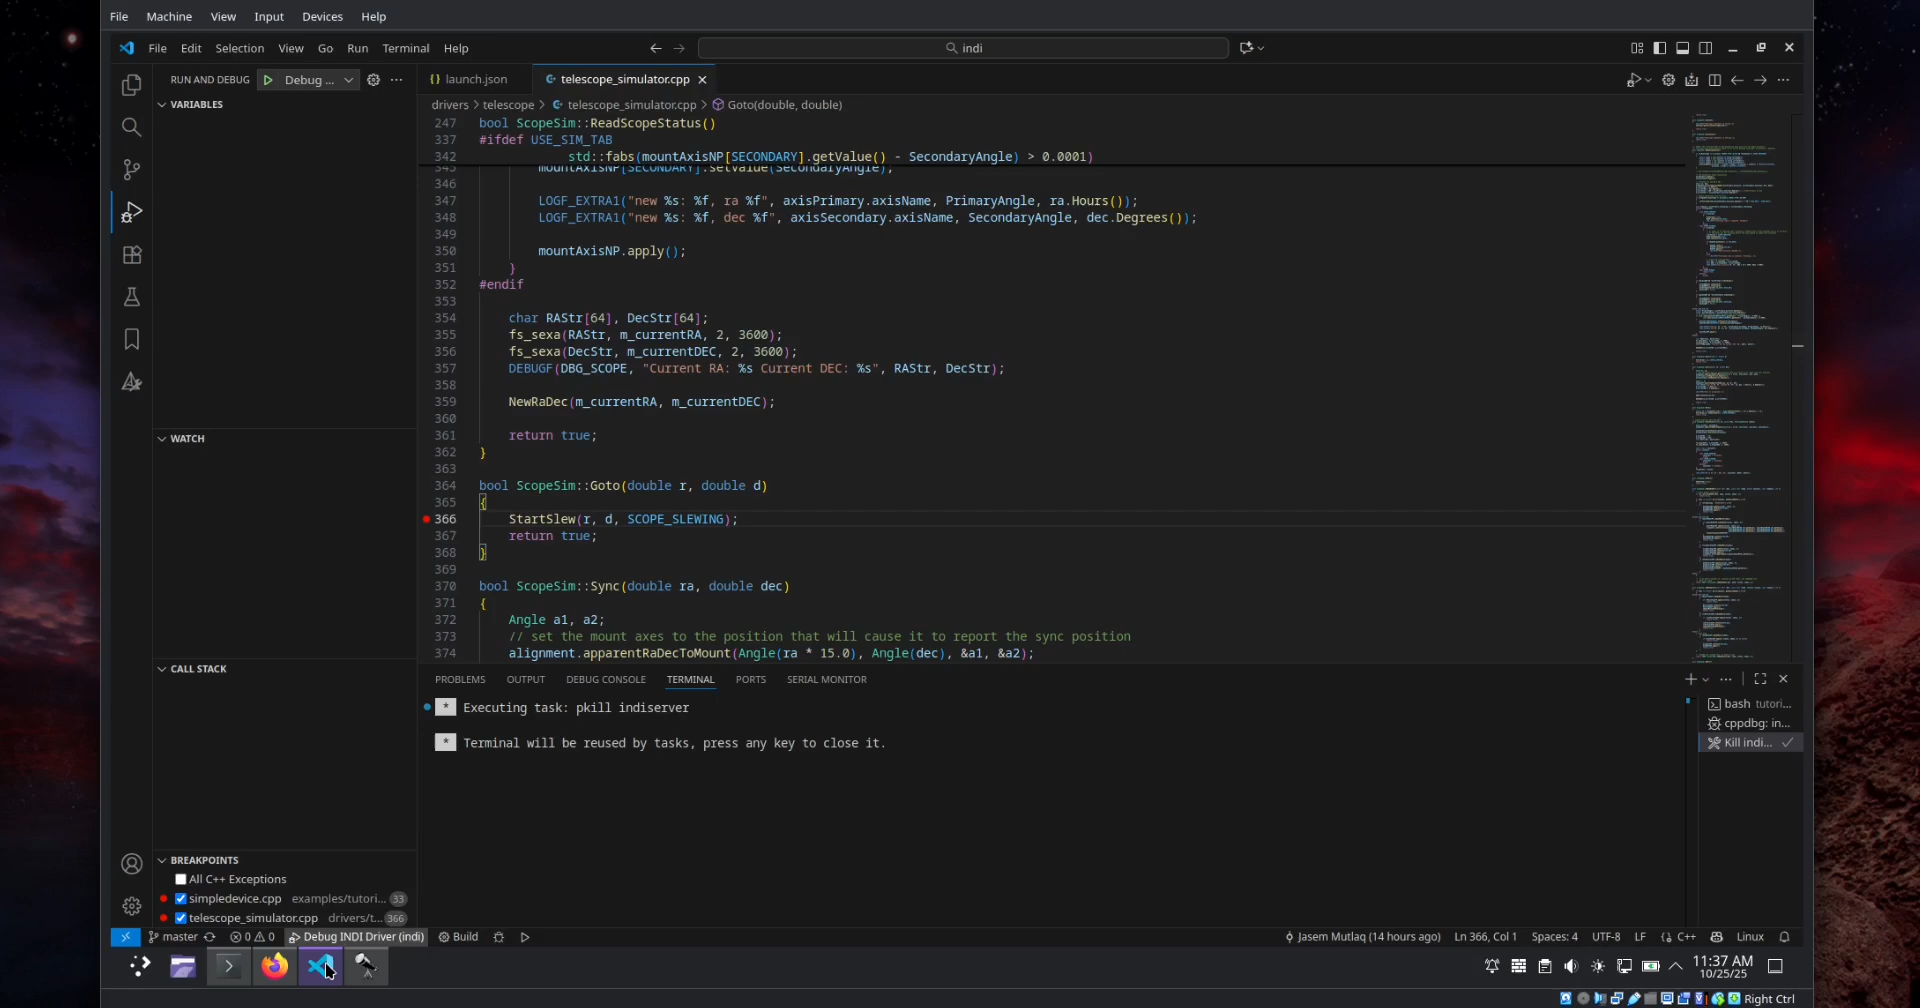 File Machine View Input Devices Help
File Edit Selection View Go Run Terminal Help
indi
RUN AND DEBUG Debug ...
launch.json
telescope_simulator.cpp
VARIABLES
drivers > telescope > telescope_simulator.cpp > Goto(double, double)
247 bool ScopeSim::ReadScopeStatus()
337 #ifdef USE_SIM_TAB
342 std::fabs(mountAxisNP[SECONDARY].getValue() - SecondaryAngle) > 0.0001)
345 mountAxisNP[SECONDARY].setValue(SecondaryAngle);
346
347 LOGF_EXTRA1("new %s: %f, ra %f", axisPrimary.axisName, PrimaryAngle, ra.Hours());
348 LOGF_EXTRA1("new %s: %f, dec %f", axisSecondary.axisName, SecondaryAngle, dec.Degrees());
349
350 mountAxisNP.apply();
351 }
352 #endif
353
354 char RAStr[64], DecStr[64];
355 fs_sexa(RAStr, m_currentRA, 2, 3600);
356 fs_sexa(DecStr, m_currentDEC, 2, 3600);
357 DEBUGF(DBG_SCOPE, "Current RA: %s Current DEC: %s", RAStr, DecStr);
358
359 NewRaDec(m_currentRA, m_currentDEC);
360
361 return true;
362 }
363
364 bool ScopeSim::Goto(double r, double d)
365 {
366 StartSlew(r, d, SCOPE_SLEWING);
367 return true;
368 }
369
370 bool ScopeSim::Sync(double ra, double dec)
371 {
372 Angle a1, a2;
373 // set the mount axes to the position that will cause it to report the sync position
374 alignment.apparentRaDecToMount(Angle(ra * 15.0), Angle(dec), &a1, &a2);
WATCH
CALL STACK
PROBLEMS OUTPUT DEBUG CONSOLE TERMINAL PORTS SERIAL MONITOR
* Executing task: pkill indiserver
* Terminal will be reused by tasks, press any key to close it.
bash tutori...
cppdbg: in...
Kill indi...
BREAKPOINTS
All C++ Exceptions
simpledevice.cpp examples/tutori... 33
telescope_simulator.cpp drivers/t... 366
master 0 0 Debug INDI Driver (indi) Build
Jasem Mutlaq (14 hours ago) Ln 366, Col 1 Spaces: 4 UTF-8 LF {} C++ Linux
11:37 AM
10/25/25
Right Ctrl